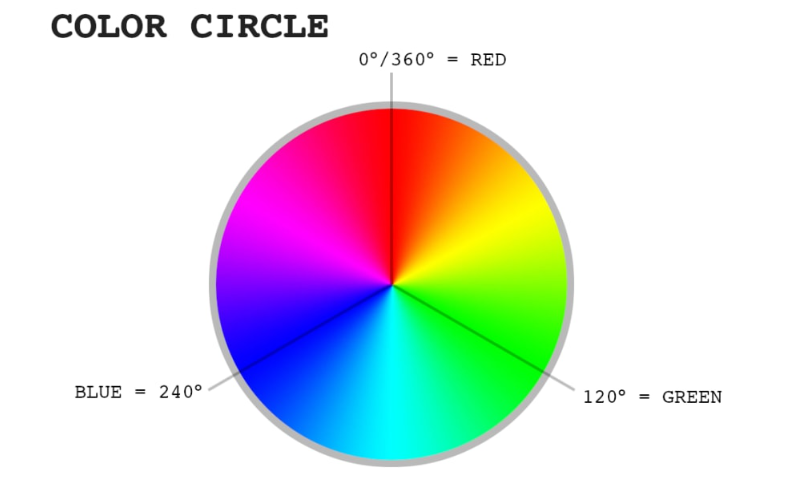 COLOR CIRCLE
0°/360° = RED
BLUE = 240°
120° = GREEN